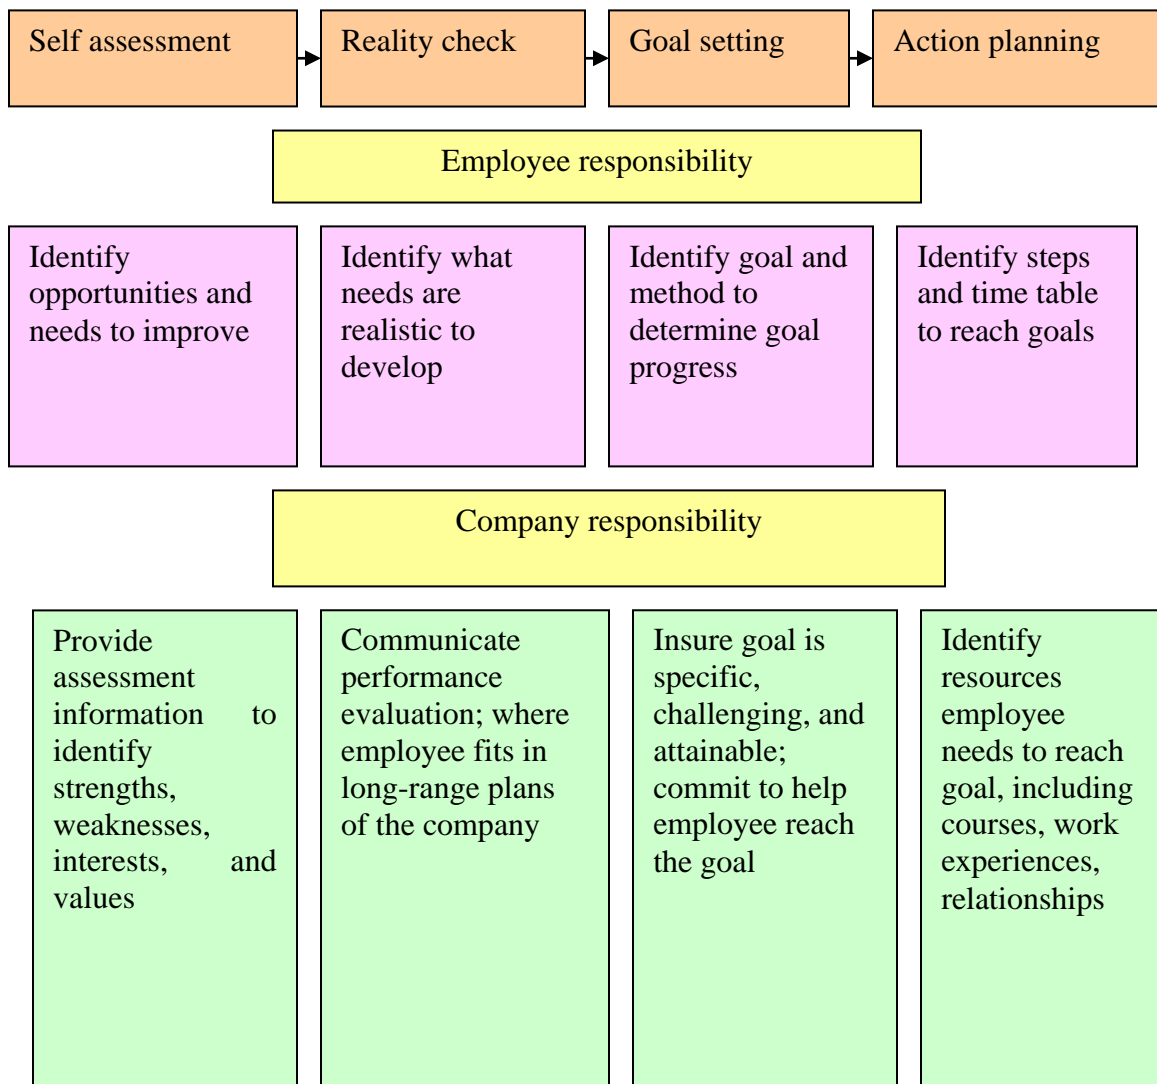 Self assessment
Reality check
Goal setting
Action planning
Employee responsibility
Identify
opportunities and
needs to improve
Identify what
needs are
realistic to
develop
Identify goal and
method to
determine goal
progress
Identify steps
and time table
to reach goals
Company responsibility
Provide
assessment
information to
identify
strengths,
weaknesses,
interests, and
values
Communicate
performance
evaluation; where
employee fits in
long-range plans
of the company
Insure goal is
specific,
challenging, and
attainable;
commit to help
employee reach
the goal
Identify
resources
employee
needs to reach
goal, including
courses, work
experiences,
relationships